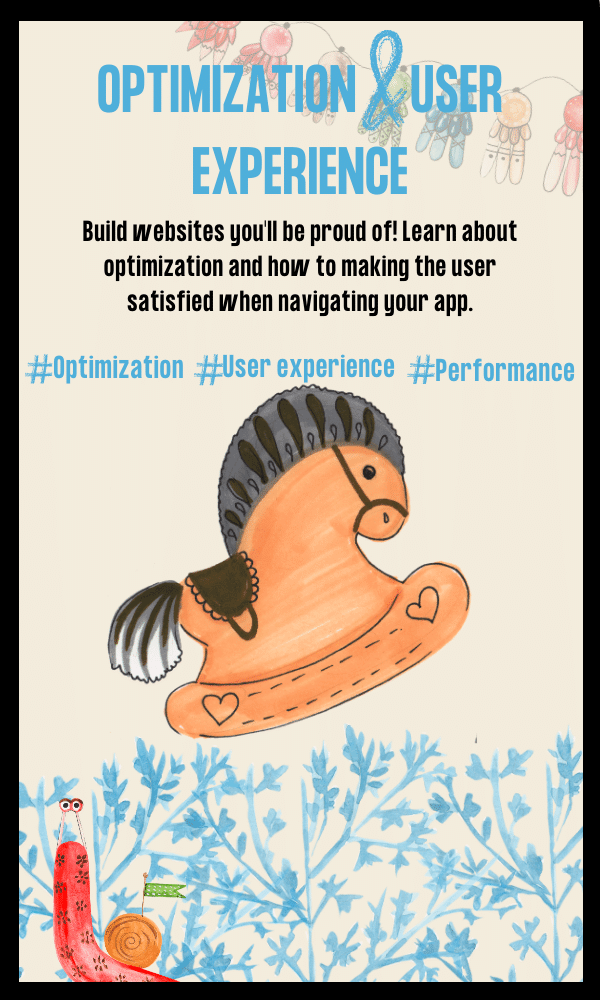 OPTIMIZATION & USER
EXPERIENCE
Build websites you'll be proud of! Learn about
optimization and how to making the user
satisfied when navigating your app.
#Optimization #User experience #Performance